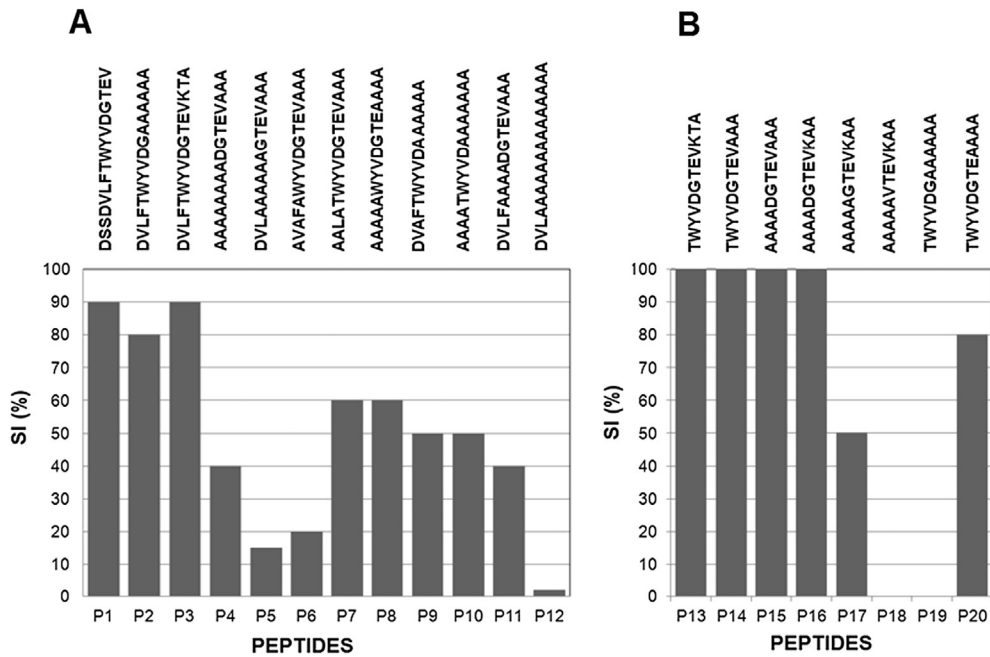 A
DSSDVLFTWYVDGTEV
DVLFTWYVDGAAAAAA
DVLFTWYVDGTEVKTA
AAAAAAADGTEVAAA
DVLAAAAAAGTEVAAA
AVAFAWYVDGTEVAAA
AALATWYVDGTEVAAA
AAAAAWYVDGTEAAAA
DVAFTWYVDAAAAAA
AAAATWYVDAAAAAAA
DVLFAAAADGTEVAAA
DVLAAAAAAAAAAAAA
SI (%)
100
90
80
70
60
50
40
30
20
10
0
P1 P2 P3 P4 P5 P6 P7 P8 P9 P10 P11 P12
PEPTIDES
B
TWYVDGTEVKTA
TWYVDGTEVAAA
AAAADGTEVAAA
AAAADGTEVKAA
AAAAAGTEVKAA
AAAAAVTEVKAA
TWYVDGAAAAAA
TWYVDGTEAAAA
SI (%)
100
90
80
70
60
50
40
30
20
10
0
P13 P14 P15 P16 P17 P18 P19 P20
PEPTIDES